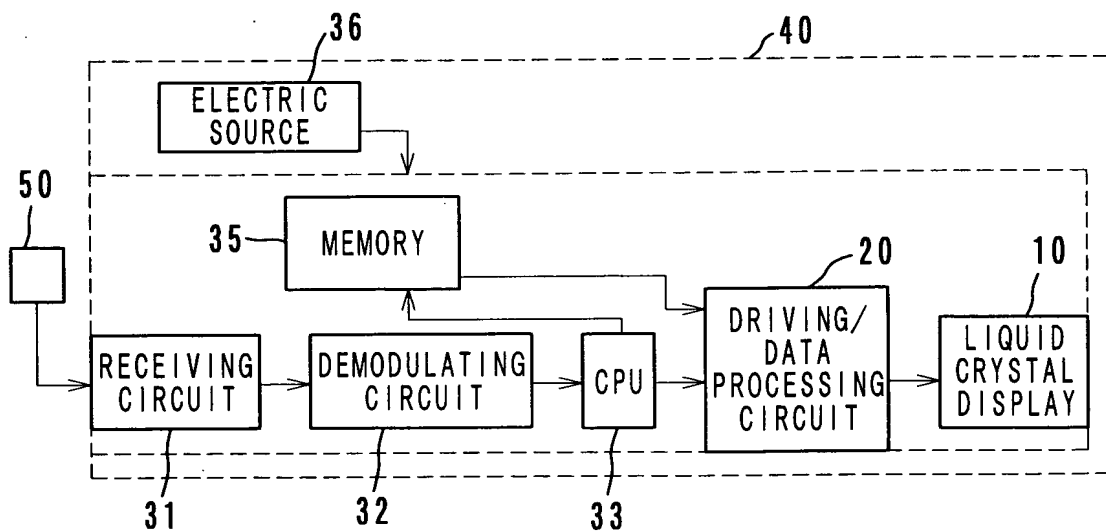 36
40
ELECTRIC
SOURCE
50
35
MEMORY
20
10
RECEIVING
CIRCUIT
DEMODULATING
CIRCUIT
CPU
DRIVING/
DATA
PROCESSING
CIRCUIT
LIQUID
CRYSTAL
DISPLAY
31
32
33